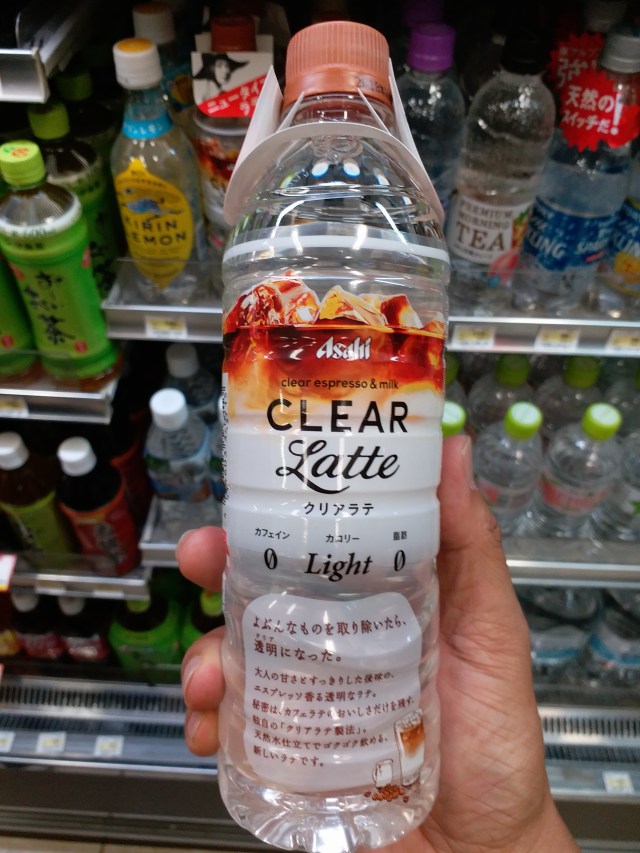 Asahi
clear espresso & milk
CLEAR
Latte
クリアラテ
カフェイン
0
カロリー
Light
脂肪
0
よぶんなものを取り除いたら、
クリア
透明になった。
大人の甘さとすっきりした後味の、
エスプレッソ香る透明なラテ。
秘密は、カフェラテのおいしさだけを残す、
独自の「クリアラテ製法」。
天然水仕立てでゴクゴク飲める、
新しいラテです。
KIRIN
LEMON
お〜いお茶
PREMIUM
MORNING
TEA
天然の
スイッチだ!